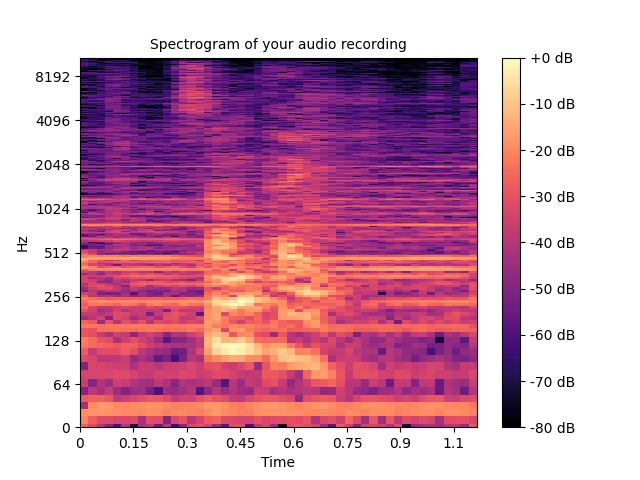 Spectrogram of your audio recording
Hz
8192
4096
2048
1024
512
256
128
64
0
0 0.15 0.3 0.45 0.6 0.75 0.9 1.1
Time
+0 dB
-10 dB
-20 dB
-30 dB
-40 dB
-50 dB
-60 dB
-70 dB
-80 dB